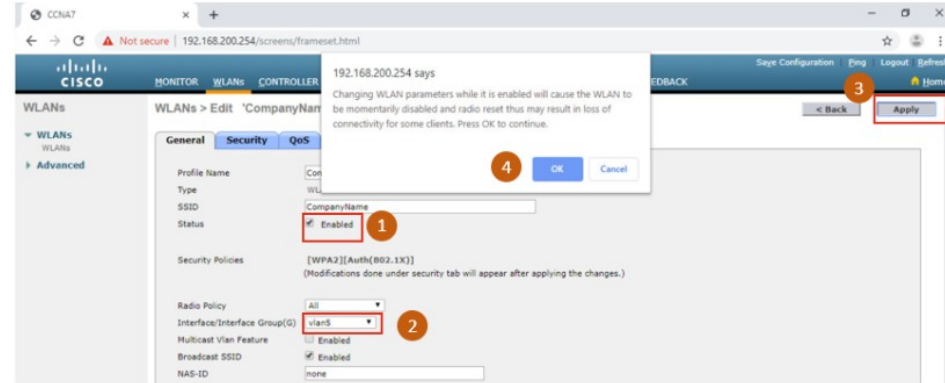 CCNA7
Not secure | 192.168.200.254/screens/frameset.html
CISCO
MONITOR WLANs CONTROLLER EEDBACK
Save Configuration Ping Logout Refresh
Home
192.168.200.254 says
Changing WLAN parameters while it is enabled will cause the WLAN to
be momentarily disabled and radio reset thus may result in loss of
connectivity for some clients. Press OK to continue.
4 OK Cancel
WLANs
WLANs
WLANs
Advanced
WLANs > Edit 'CompanyNam
3
< Back Apply
General Security QoS
Profile Name Con
Type WL
SSID CompanyName
Status Enabled 1
Security Policies [WPA2][Auth(802.1X)]
(Modifications done under security tab will appear after applying the changes.)
Radio Policy All
Interface/Interface Group(G) vlan5 2
Multicast Vlan Feature Enabled
Broadcast SSID Enabled
NAS-ID none